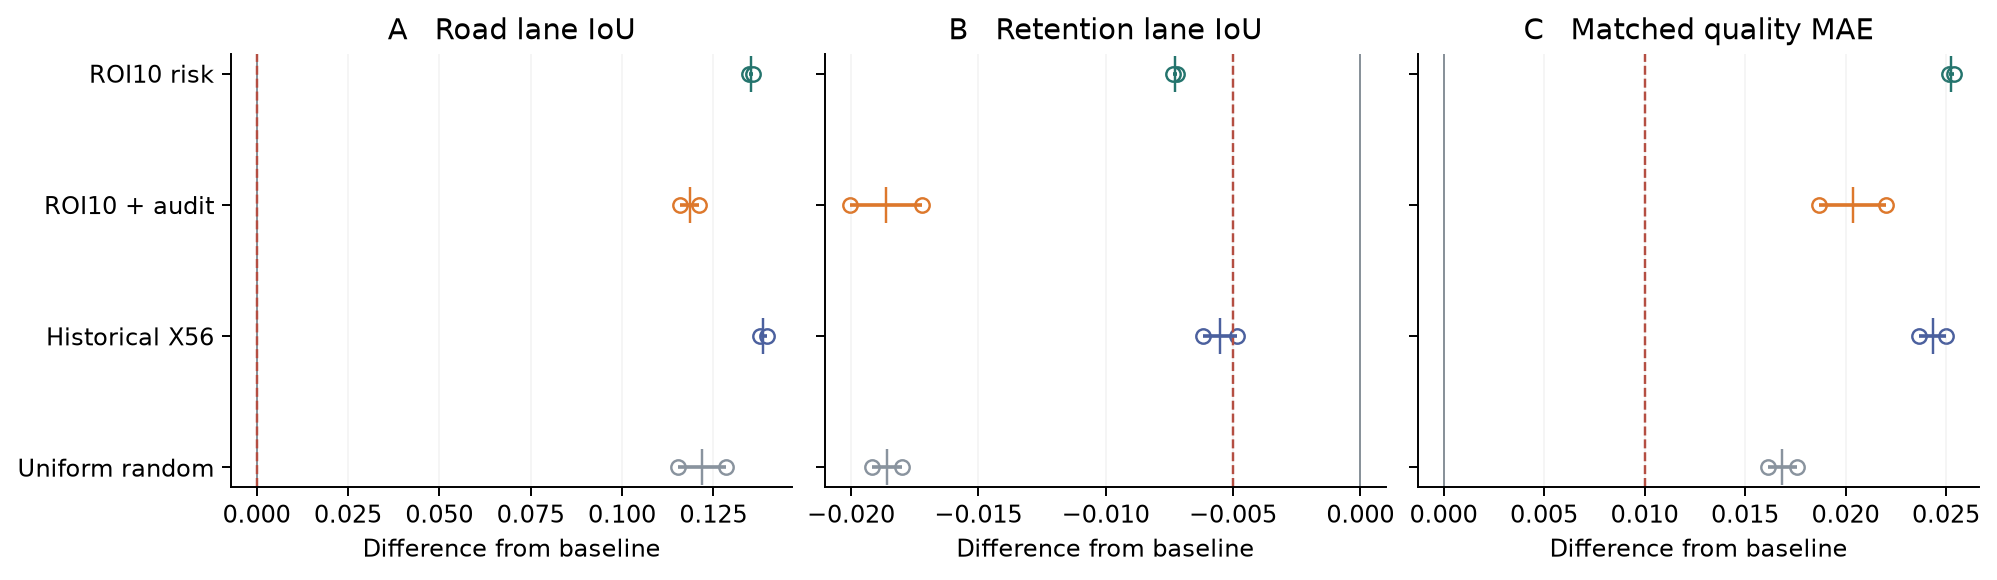 A Road lane IoU
B Retention lane IoU
C Matched quality MAE
ROI10 risk
ROI10 + audit
Historical X56
Uniform random
0.000 0.025 0.050 0.075 0.100 0.125
−0.020 −0.015 −0.010 −0.005 0.000
0.000 0.005 0.010 0.015 0.020 0.025
Difference from baseline
Difference from baseline
Difference from baseline